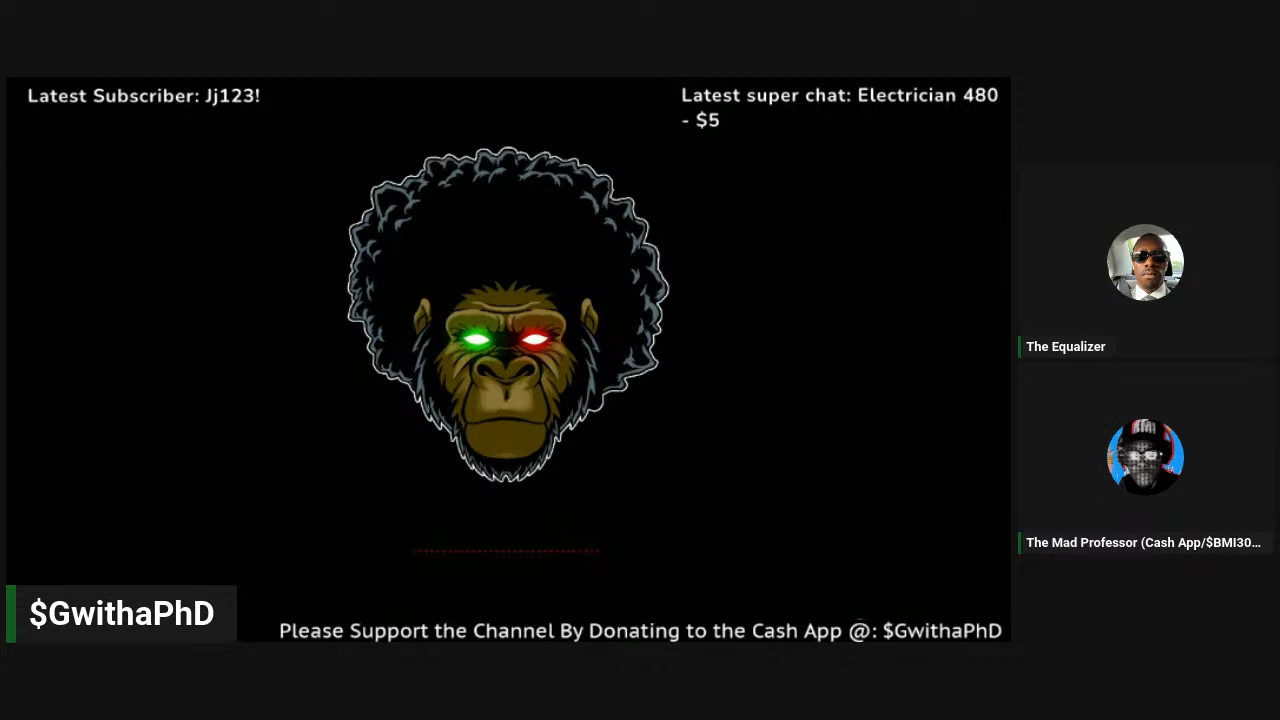 Latest Subscriber: Jj123!
Latest super chat: Electrician 480
- $5
The Equalizer
The Mad Professor (Cash App/$BMI30...
$GwithaPhD
Please Support the Channel By Donating to the Cash App @: $GwithaPhD